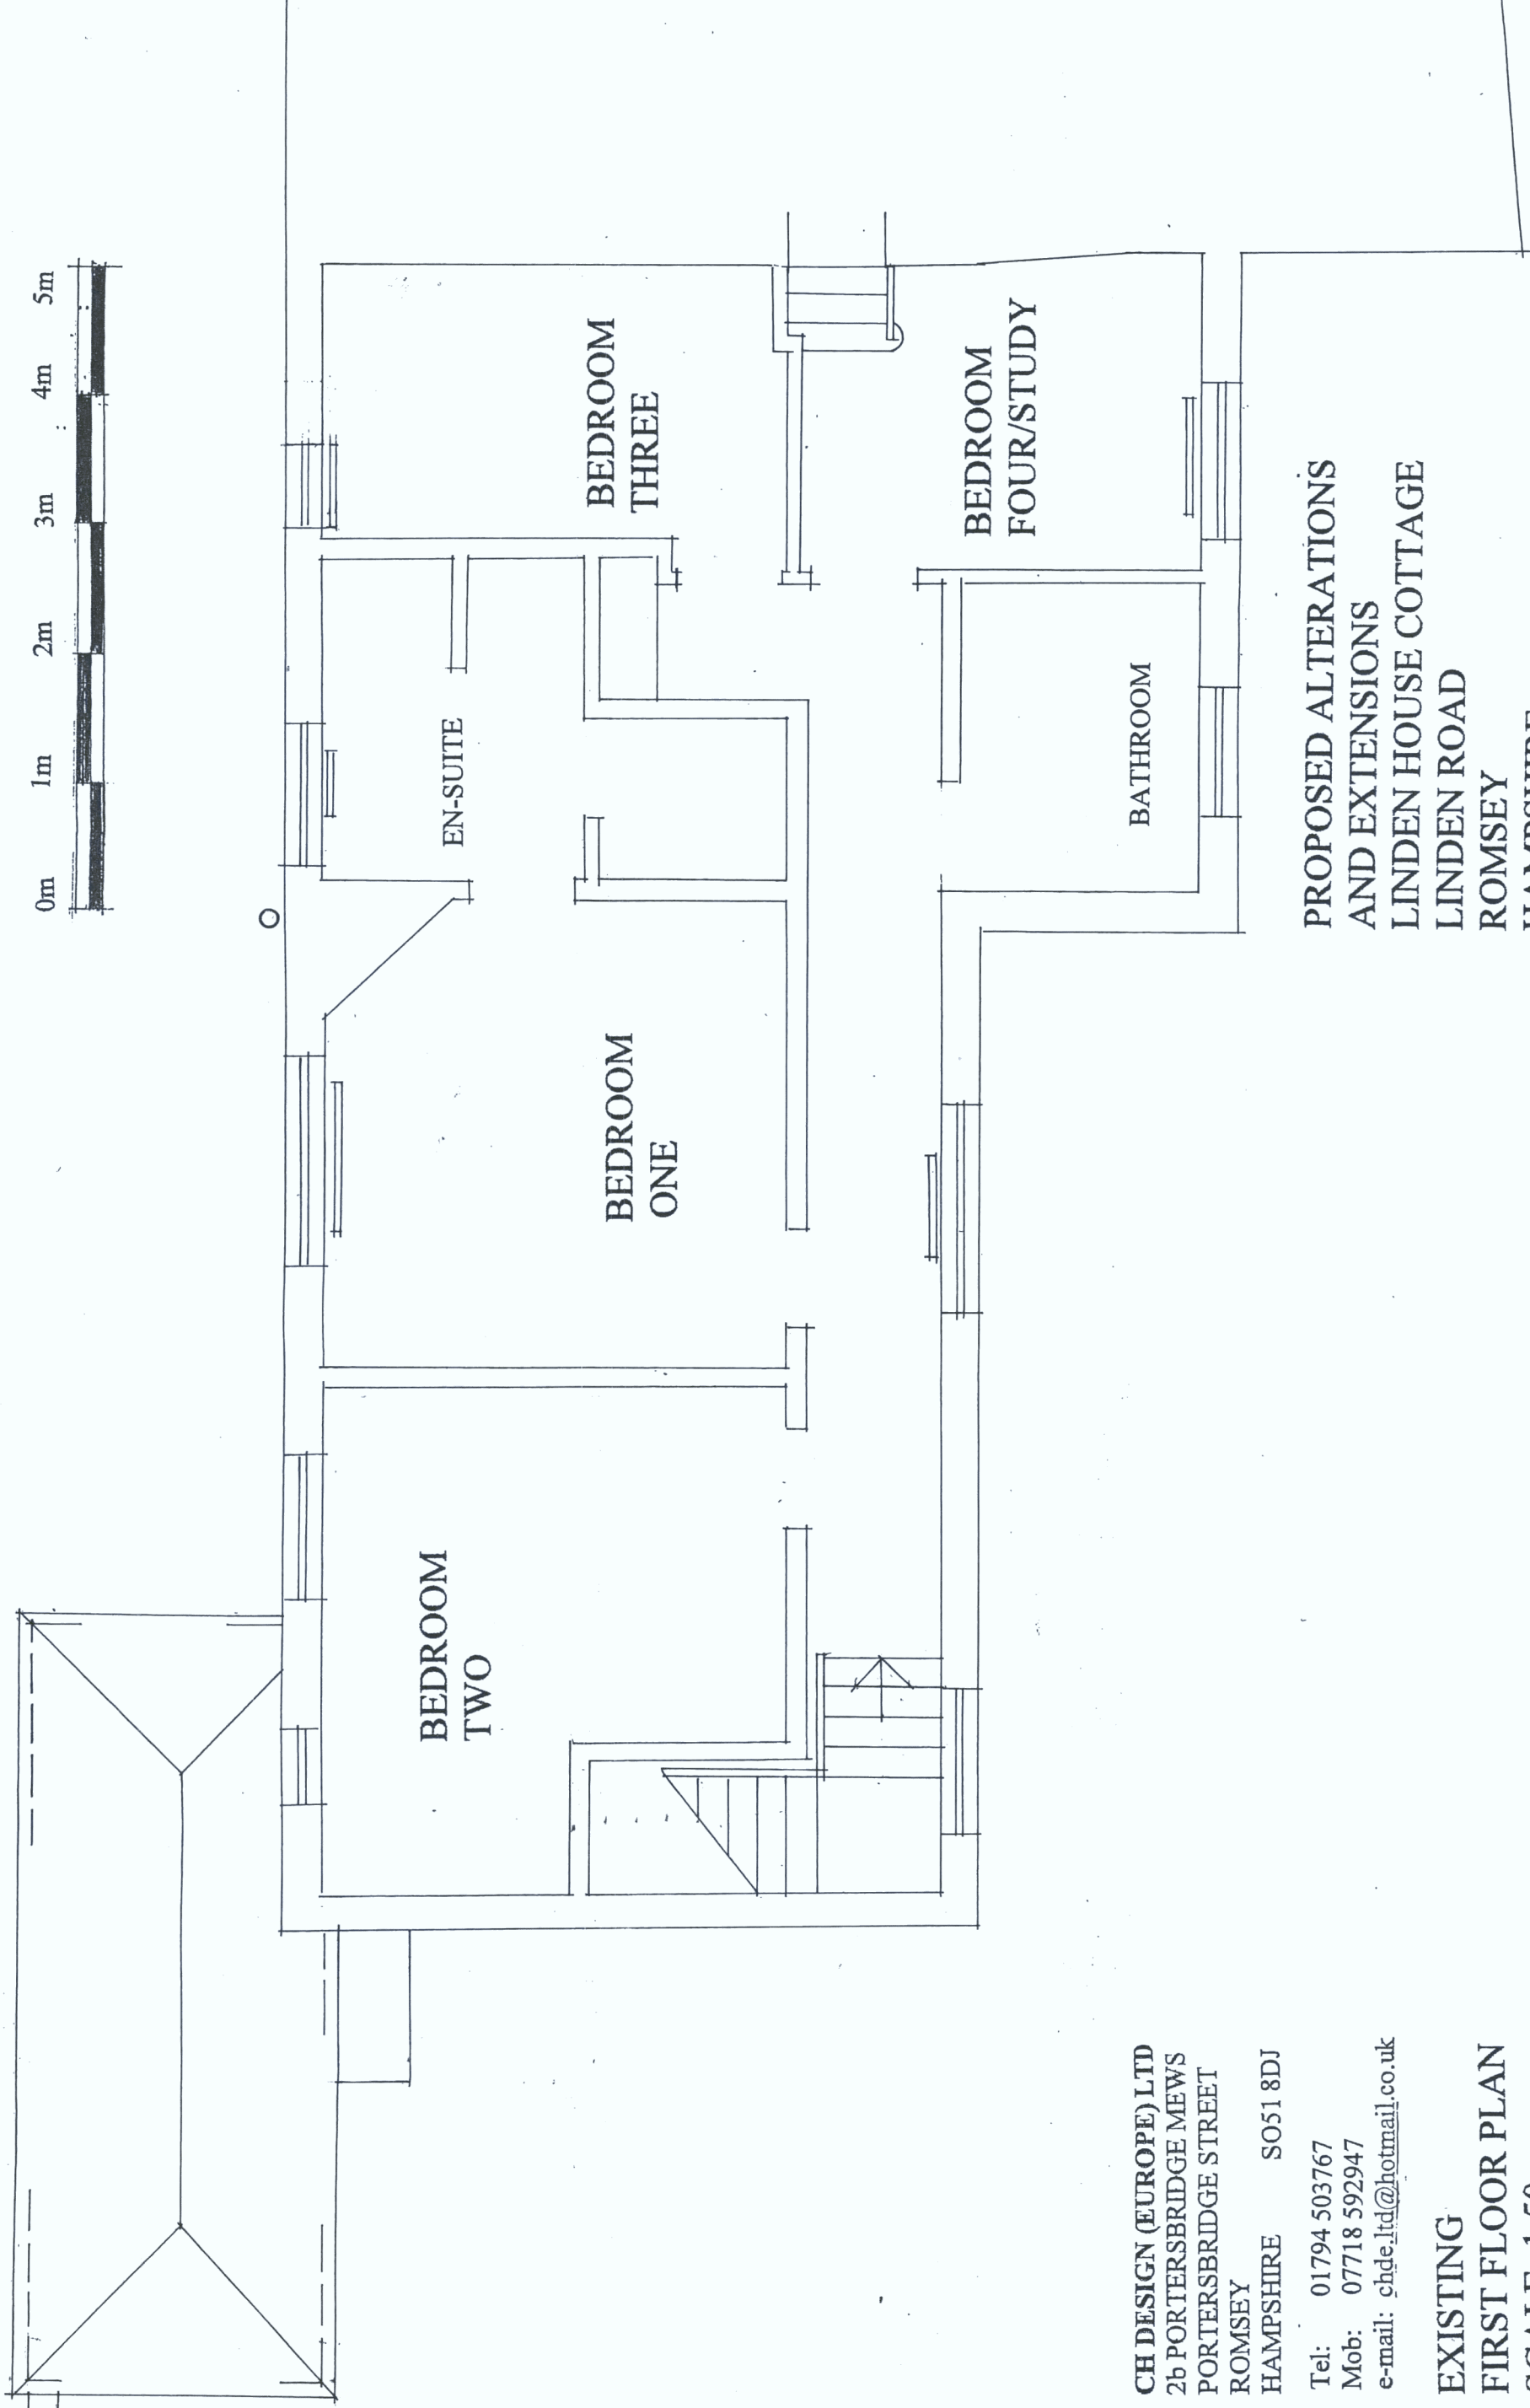 0m 1m 2m 3m 4m 5m
EN-SUITE
BEDROOM
THREE
BEDROOM
TWO
BEDROOM
ONE
BEDROOM
FOUR/STUDY
BATHROOM
CH DESIGN (EUROPE) LTD
2b PORTERSBRIDGE MEWS
PORTERSBRIDGE STREET
ROMSEY
HAMPSHIRE SO51 8DJ
Tel: 01794 503767
Mob: 07718 592947
e-mail: chde.ltd@hotmail.co.uk
EXISTING
FIRST FLOOR PLAN
PROPOSED ALTERATIONS
AND EXTENSIONS
LINDEN HOUSE COTTAGE
LINDEN ROAD
ROMSEY
HAMPSHIRE